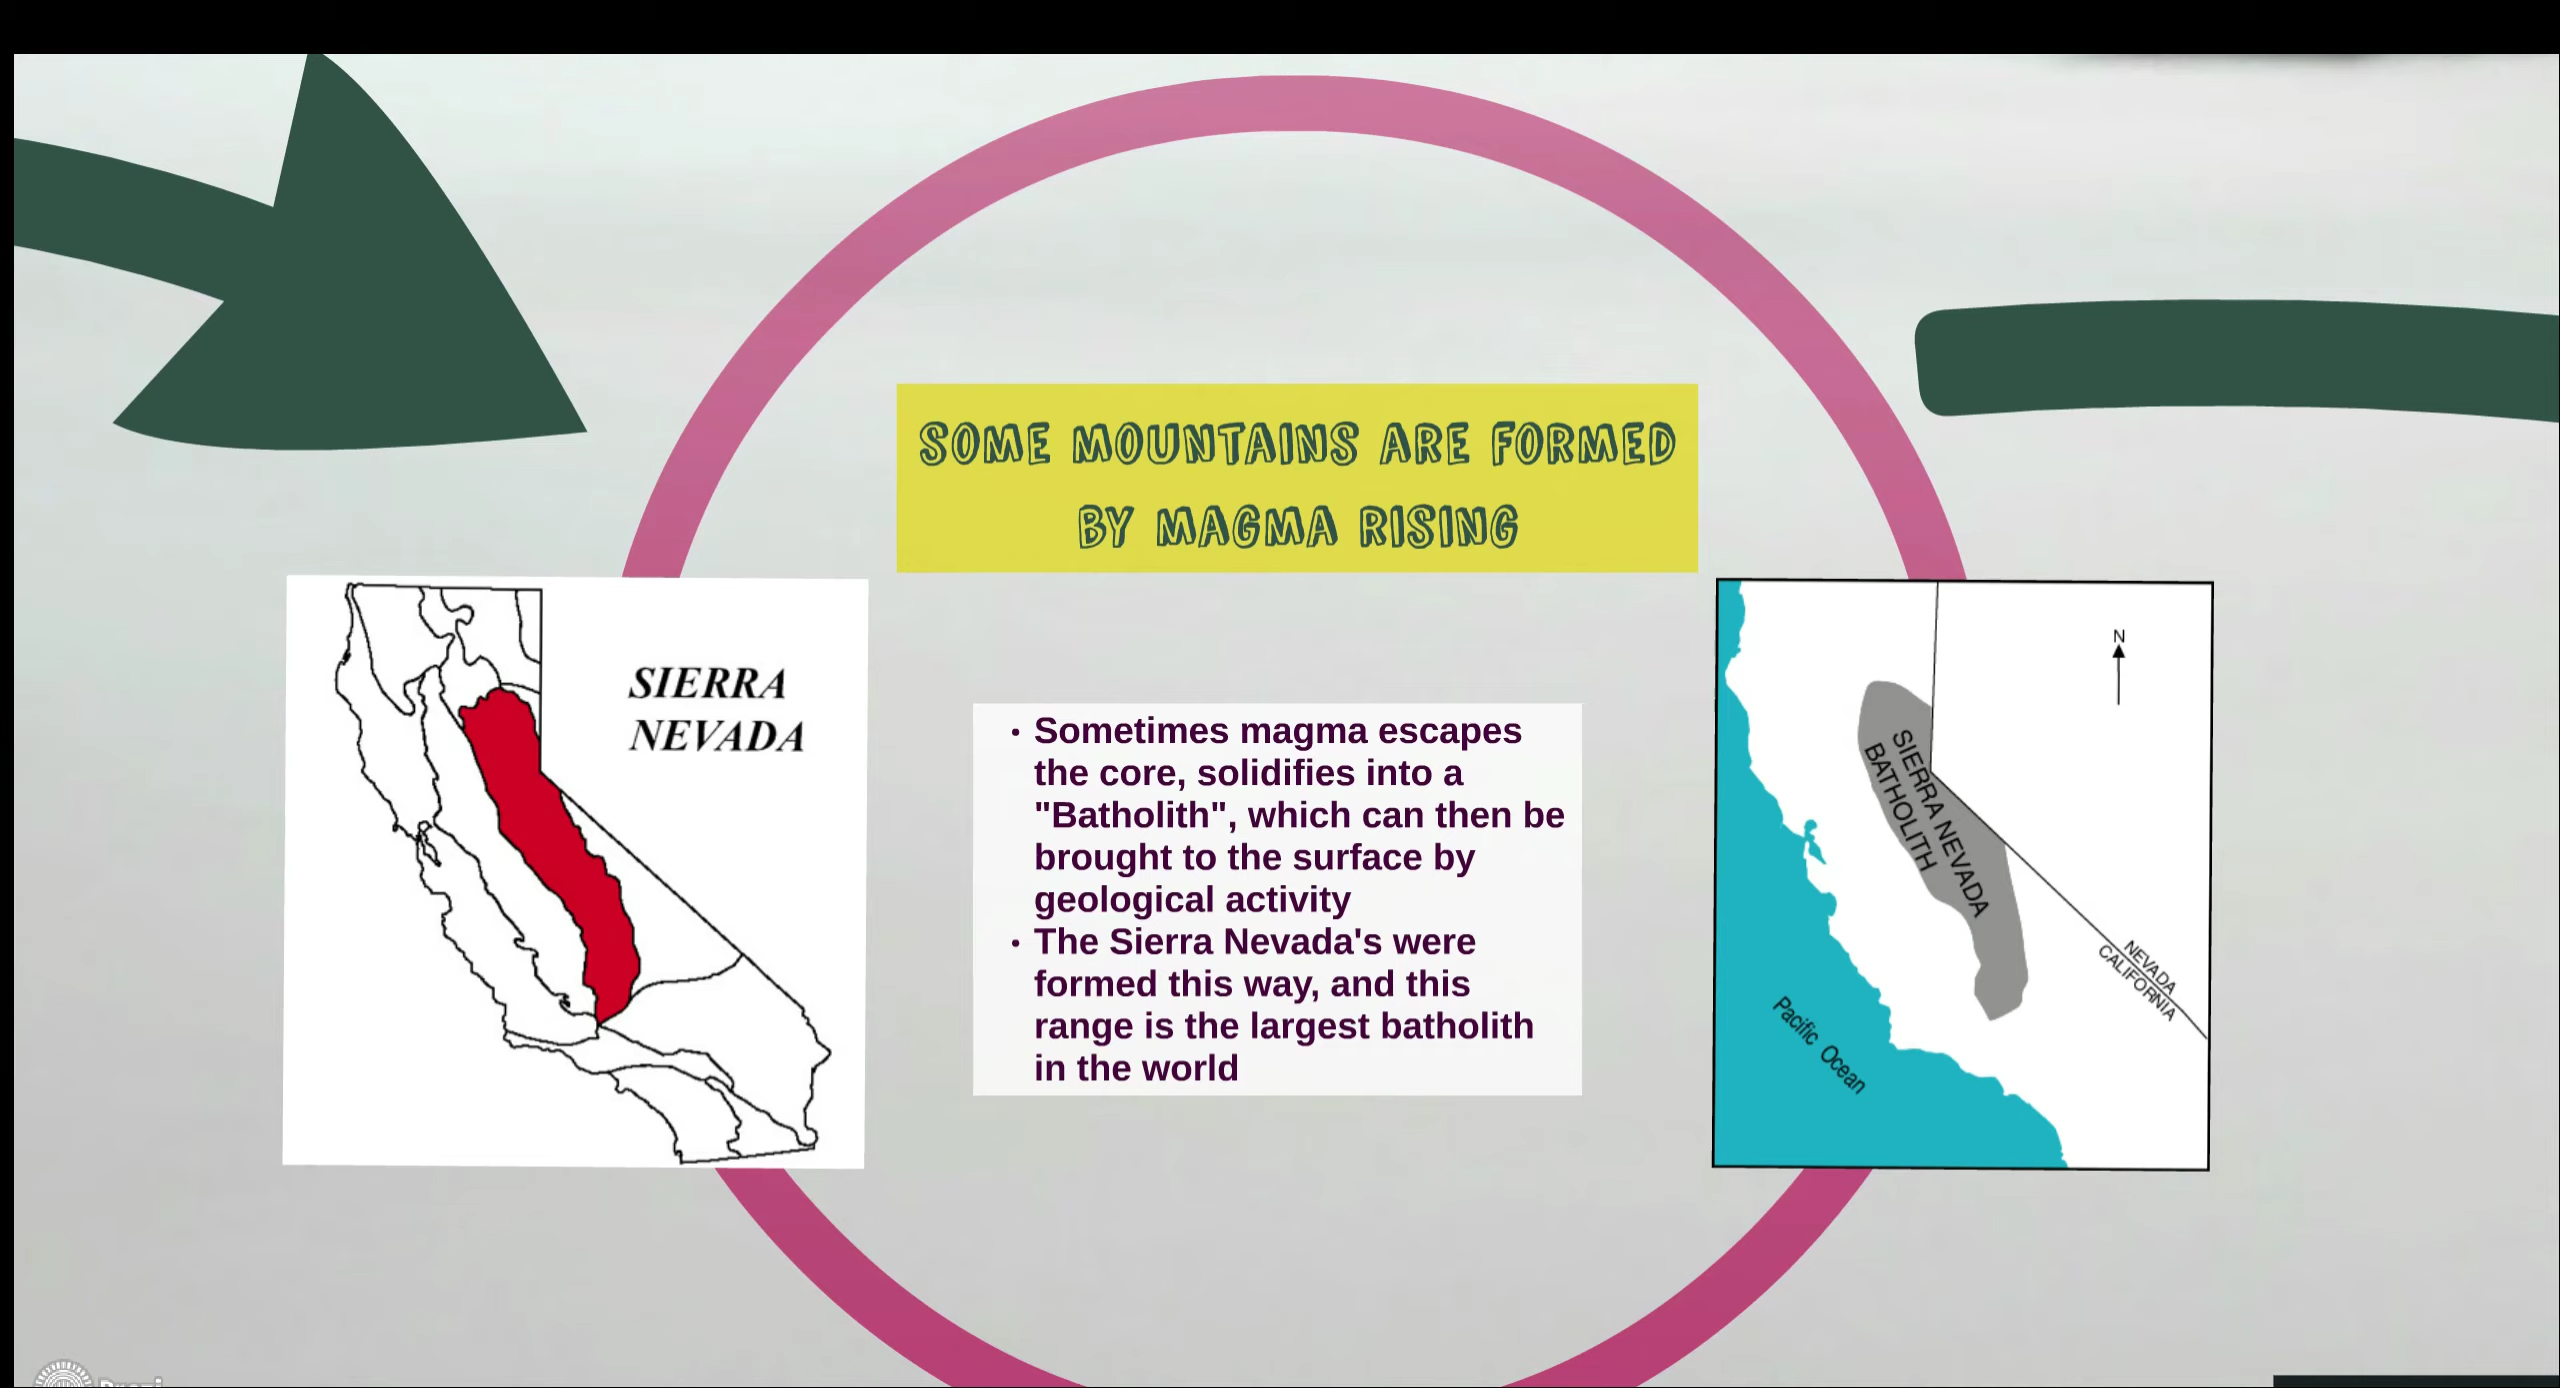 SOME MOUNTAINS ARE FORMED
BY MAGMA RISING
SIERRA
NEVADA
• Sometimes magma escapes
the core, solidifies into a
"Batholith", which can then be
brought to the surface by
geological activity
• The Sierra Nevada's were
formed this way, and this
range is the largest batholith
in the world
N
SIERRA NEVADA
BATHOLITH
NEVADA
CALIFORNIA
Pacific Ocean
Prezi